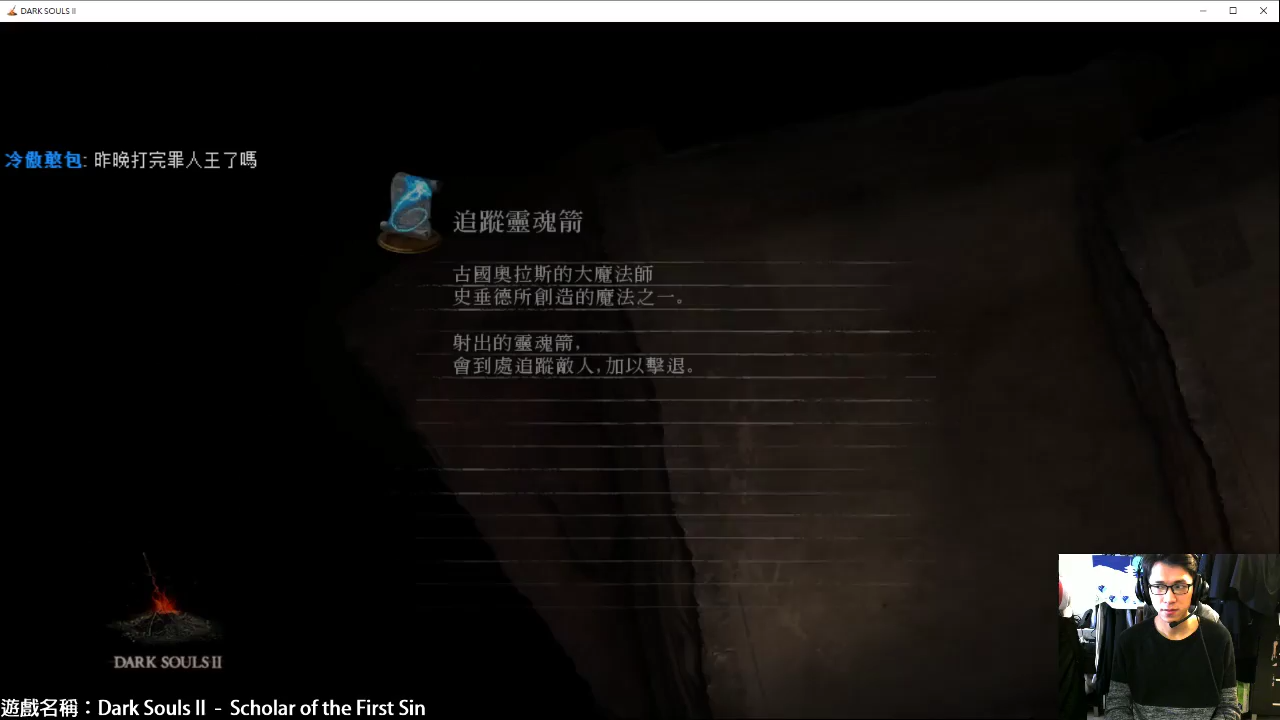 DARK SOULS II
冷傲憨包: 昨晚打完罪人王了嗎
追蹤靈魂箭
古國奧拉斯的大魔法師
史垂德所創造的魔法之一。
射出的靈魂箭,
會到處追蹤敵人,加以擊退。
DARK SOULS II
遊戲名稱：Dark Souls II - Scholar of the First Sin